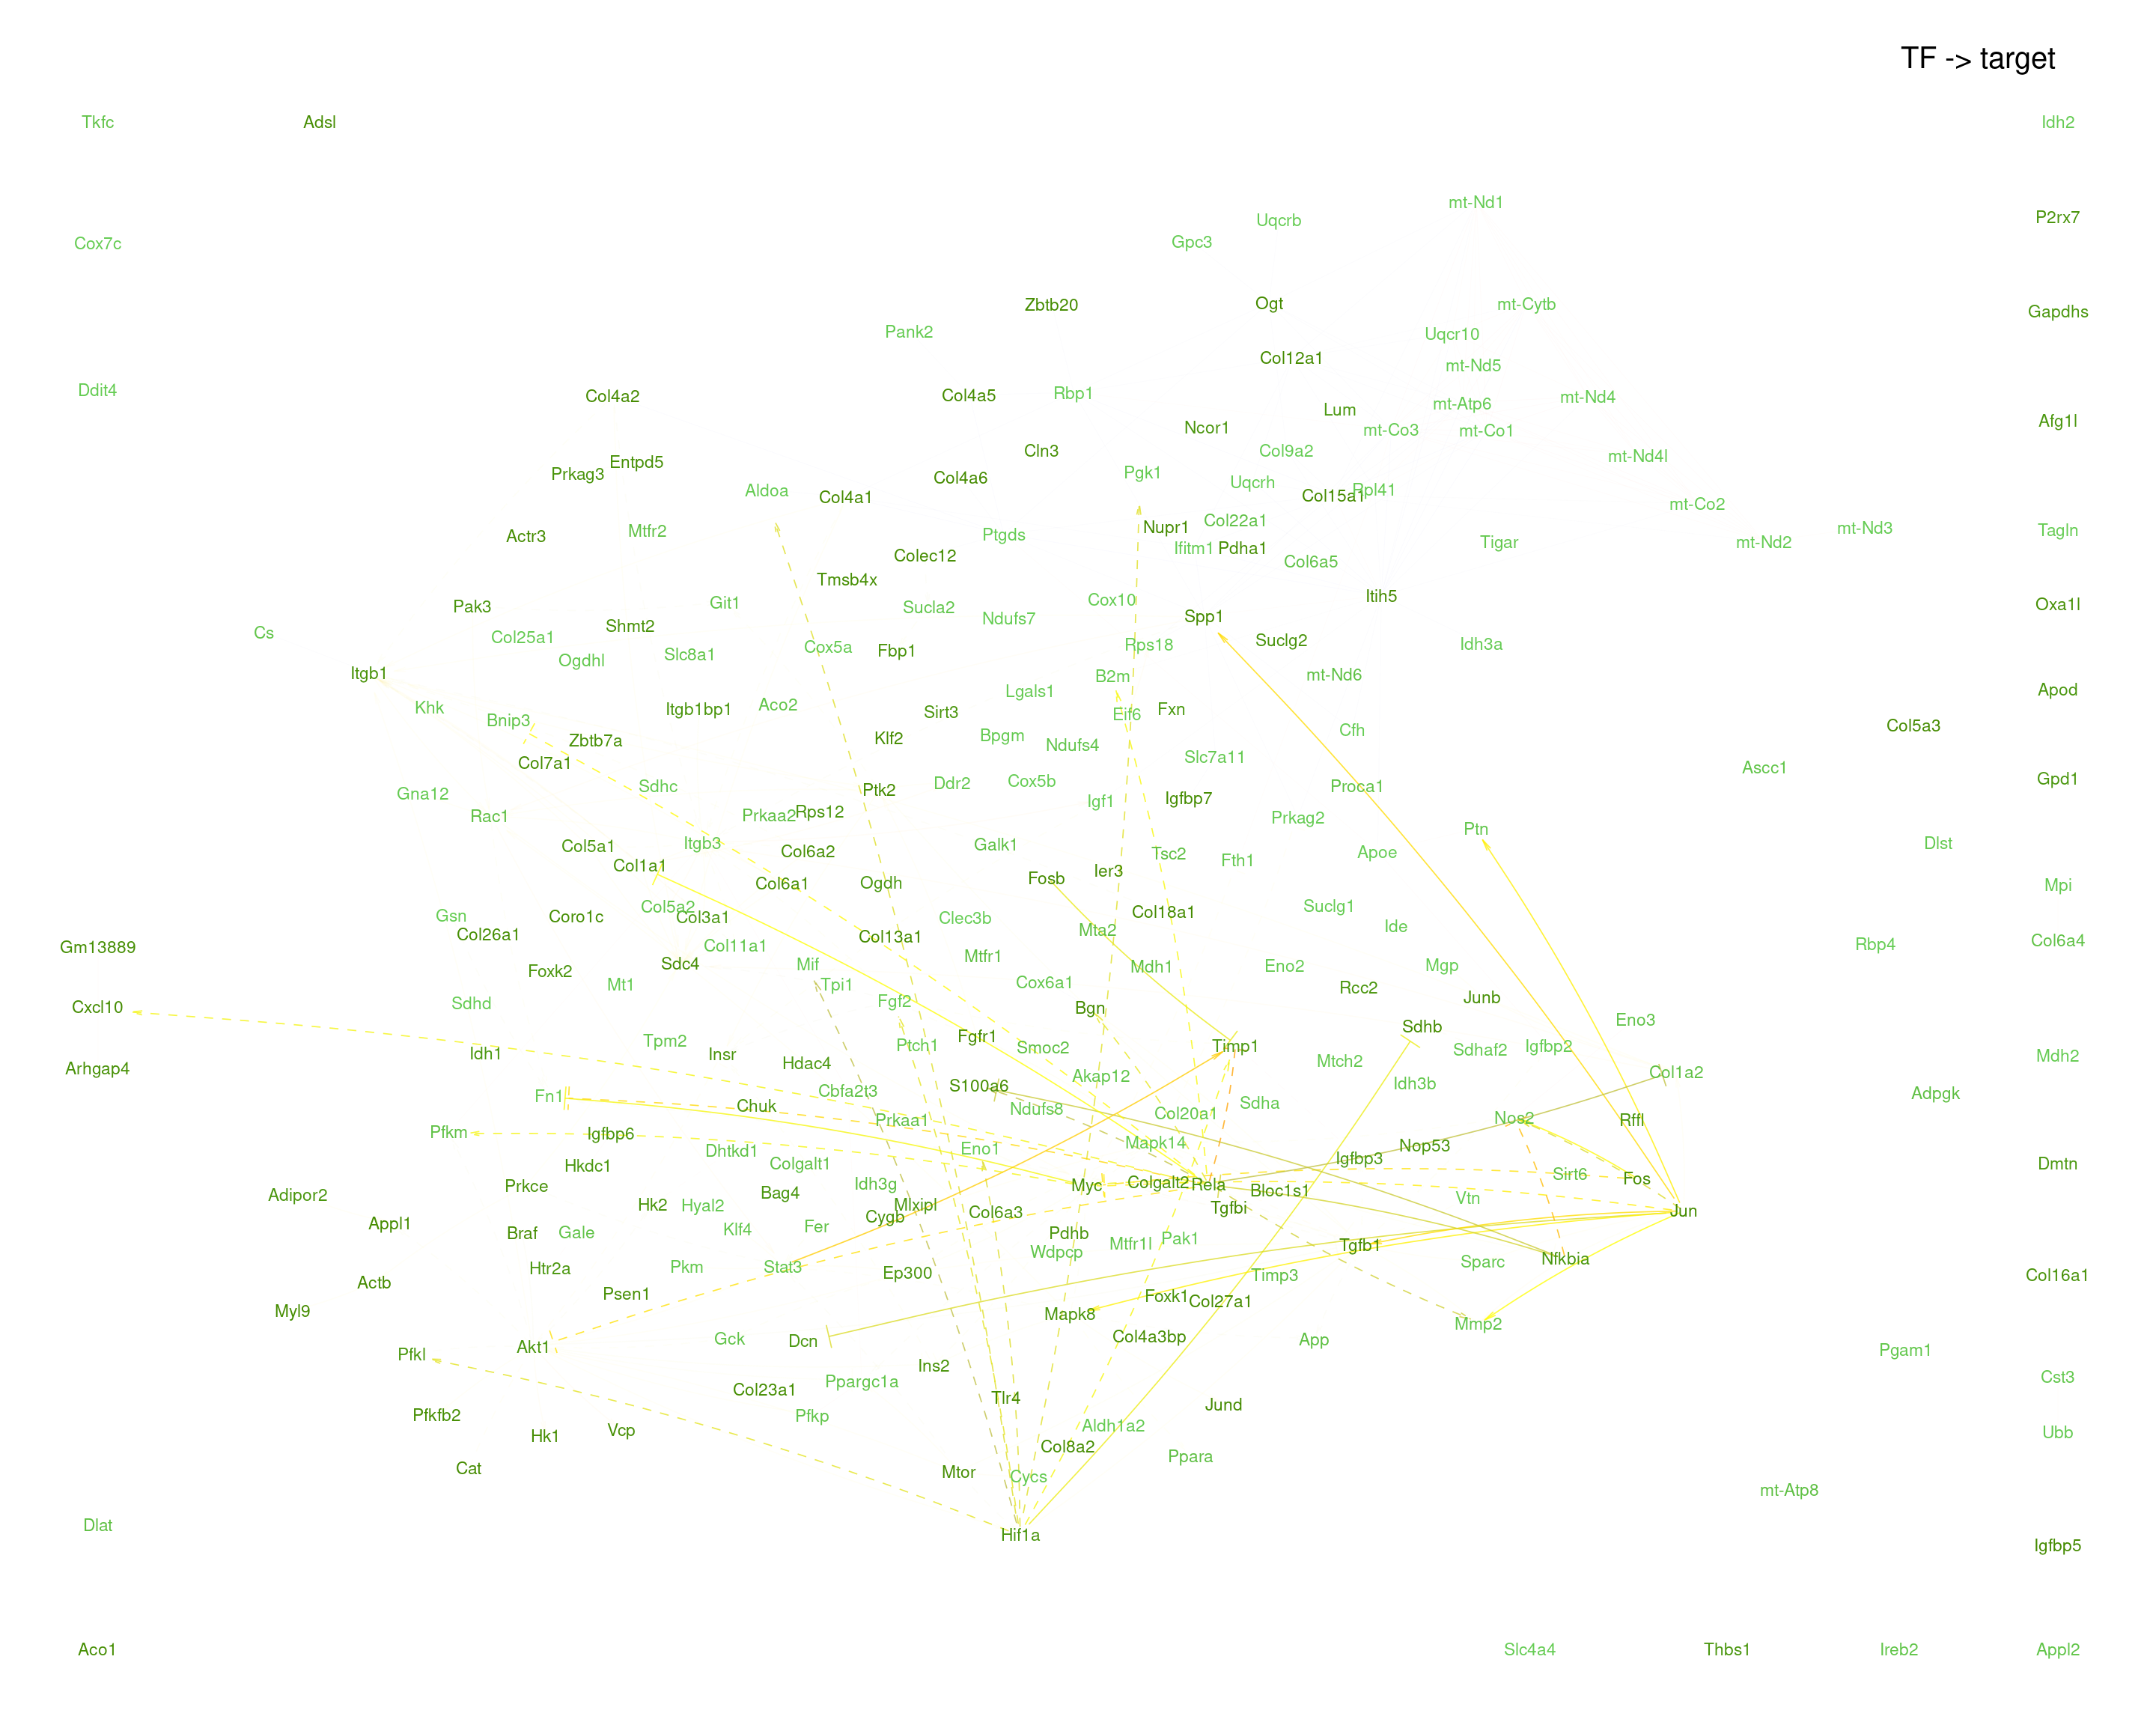 TF -> target
Tkfc
Adsl
Idh2
mt-Nd1
P2rx7
Uqcrb
Cox7c
Gpc3
Zbtb20
Ogt
mt-Cytb
Gapdhs
Pank2
Uqcr10
Col12a1
mt-Nd5
Ddit4
Col4a2
Col4a5
Rbp1
mt-Nd4
mt-Atp6
Lum
Afg1l
Ncor1
mt-Co3
mt-Co1
Cln3
Col9a2
mt-Nd4l
Entpd5
Prkag3
Col4a6
Pgk1
Uqcrh
Aldoa
Col4a1
Col15a1
Rpl41
mt-Co2
Col22a1
Nupr1
mt-Nd3
Tagln
Mtfr2
Actr3
Ptgds
Ifitm1
Pdha1
Tigar
mt-Nd2
Colec12
Col6a5
Tmsb4x
Itih5
Cox10
Git1
Pak3
Sucla2
Oxa1l
Ndufs7
Spp1
Shmt2
Cs
Col25a1
Suclg2
Cox5a
Rps18
Idh3a
Fbp1
Slc8a1
Ogdhl
Itgb1
B2m
mt-Nd6
Lgals1
Apod
Khk
Itgb1bp1
Aco2
Sirt3
Eif6
Fxn
Bnip3
Col5a3
Cfh
Zbtb7a
Klf2
Bpgm
Ndufs4
Slc7a11
Col7a1
Ascc1
Gpd1
Sdhc
Ptk2
Ddr2
Cox5b
Proca1
Gna12
Igf1
Igfbp7
Rac1
Prkaa2
Rps12
Prkag2
Ptn
Col5a1
Itgb3
Galk1
Dlst
Col6a2
Tsc2
Apoe
Col1a1
Fth1
Ier3
Fosb
Col6a1
Ogdh
Mpi
Col5a2
Suclg1
Gsn
Coro1c
Col3a1
Clec3b
Col18a1
Ide
Col26a1
Col13a1
Mta2
Col6a4
Gm13889
Col11a1
Rbp4
Mtfr1
Sdc4
Mif
Mdh1
Eno2
Mgp
Foxk2
Mt1
Tpi1
Cox6a1
Rcc2
Junb
Cxcl10
Sdhd
Fgf2
Bgn
Eno3
Sdhb
Fgfr1
Tpm2
Ptch1
Smoc2
Timp1
Igfbp2
Sdhaf2
Idh1
Insr
Mdh2
Hdac4
Mtch2
Arhgap4
Akap12
Col1a2
S100a6
Idh3b
Cbfa2t3
Adpgk
Fn1
Chuk
Ndufs8
Sdha
Col20a1
Prkaa1
Nos2
Rffl
Pfkm
Igfbp6
Mapk14
Nop53
Eno1
Dhtkd1
Igfbp3
Hkdc1
Colgalt1
Dmtn
Sirt6
Fos
Prkce
Idh3g
Myc
Colgalt2
Rela
Bag4
Bloc1s1
Adipor2
Vtn
Hk2
Hyal2
Mlxipl
Tgfbi
Jun
Cygb
Col6a3
Appl1
Klf4
Fer
Braf
Gale
Pdhb
Pak1
Mtfr1l
Tgfb1
Wdpcp
Nfkbia
Sparc
Htr2a
Pkm
Stat3
Ep300
Timp3
Col16a1
Actb
Psen1
Foxk1
Col27a1
Myl9
Mapk8
Mmp2
Gck
Dcn
Col4a3bp
App
Akt1
Pfkl
Pgam1
Ins2
Cst3
Ppargc1a
Col23a1
Tlr4
Jund
Pfkfb2
Pfkp
Aldh1a2
Vcp
Ubb
Hk1
Col8a2
Ppara
Cat
Mtor
Cycs
mt-Atp8
Dlat
Hif1a
Igfbp5
Aco1
Slc4a4
Thbs1
Ireb2
Appl2